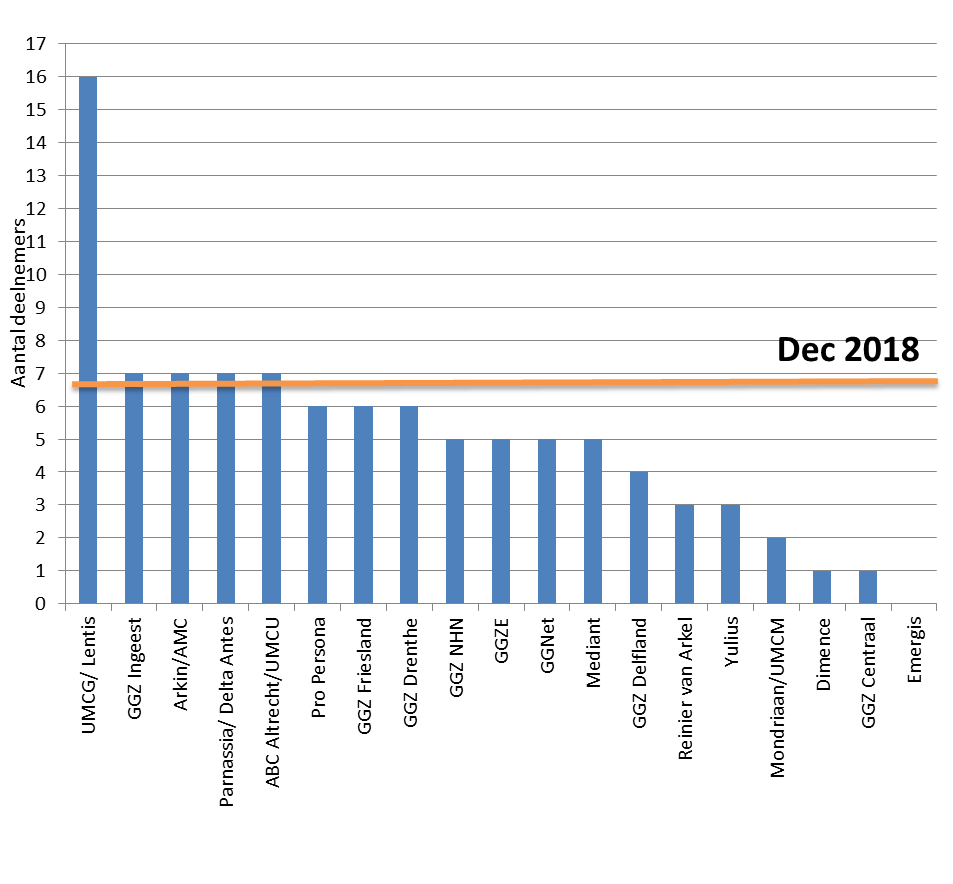 17
16
15
14
13
12
11
10
9
8
7
6
5
4
3
2
1
0
Aantal deelnemers
Dec 2018
UMCG/ Lentis
GGZ Ingeest
Arkin/AMC
Parnassia/ Delta Antes
ABC Altrecht/UMCU
Pro Persona
GGZ Friesland
GGZ Drenthe
GGZ NHN
GGZE
GGNet
Mediant
GGZ Delfland
Reinier van Arkel
Yulius
Mondriaan/UMCM
Dimence
GGZ Centraal
Emergis